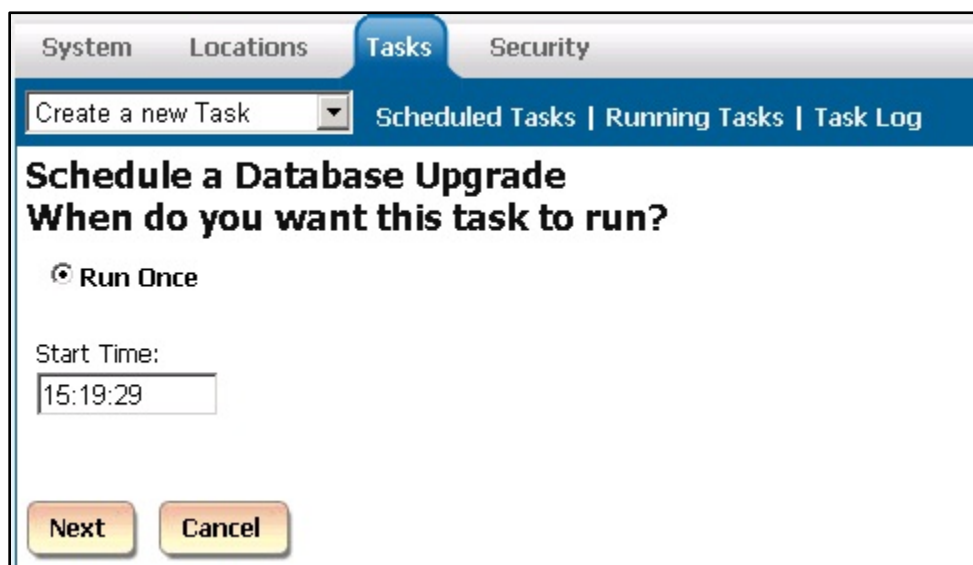 System Locations Tasks Security
Create a new Task Scheduled Tasks | Running Tasks | Task Log
Schedule a Database Upgrade
When do you want this task to run?
Run Once
Start Time:
15:19:29
Next Cancel